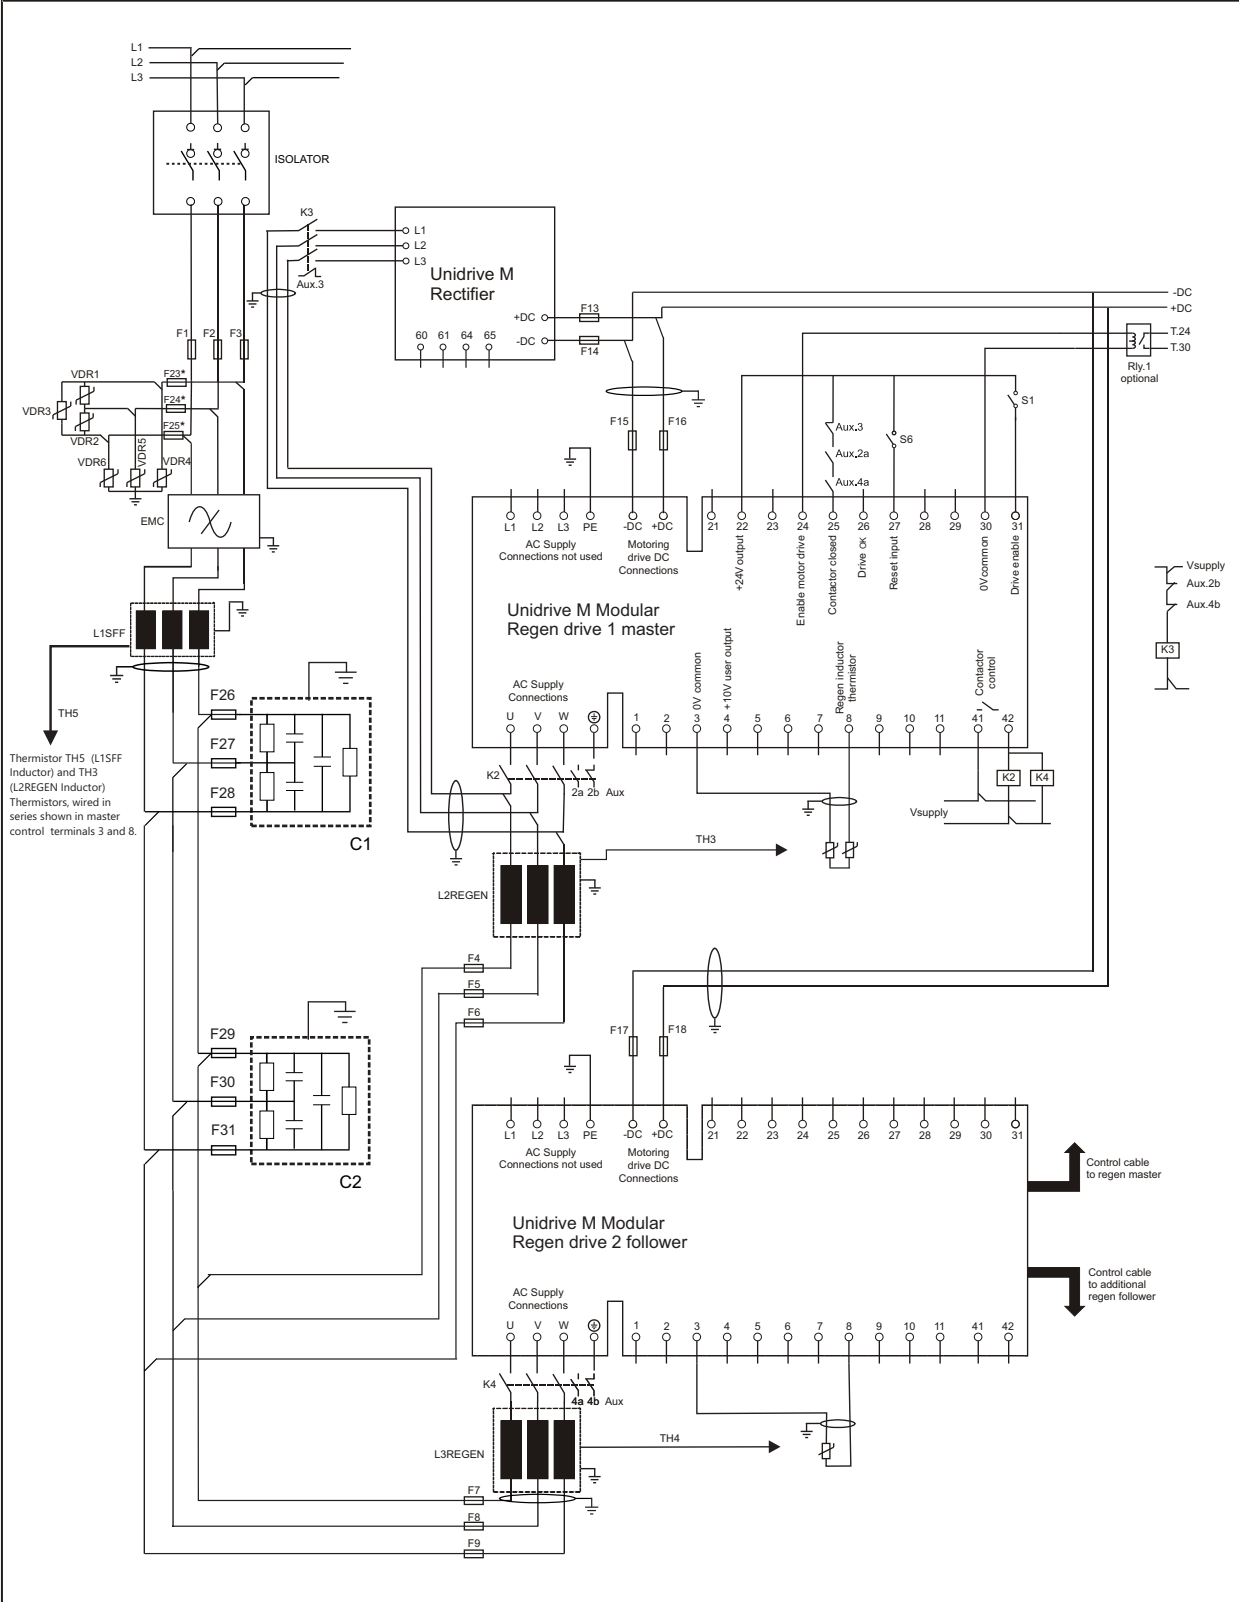 L1
L2
L3
ISOLATOR
K3
L1
L2
L3
Aux.3
Unidrive M
Rectifier
+DC
-DC
60 61 64 65
F13
F14
-DC
+DC
T.24
T.30
Rly.1
optional
F1 F2 F3
F23*
F24*
F25*
VDR1
VDR3
VDR2
VDR6
VDR5
VDR4
EMC
F15 F16
S1
Aux.3
S6
Aux.2a
Aux.4a
L1 L2 L3 PE -DC +DC 21 22 23 24 25 26 27 28 29 30 31
AC Supply
Connections not used
Motoring
drive DC
Connections
+24V output
Enable motor drive
Contactor closed
Drive OK
Reset input
0V common
Drive enable
Unidrive M Modular
Regen drive 1 master
Vsupply
Aux.2b
Aux.4b
K3
L1SFF
TH5
Thermistor TH5 (L1SFF
Inductor) and TH3
(L2REGEN Inductor)
Thermistors, wired in
series shown in master
control terminals 3 and 8.
F26
F27
F28
C1
AC Supply
Connections
0V common
+10V user output
Regen inductor
thermistor
Contactor
control
U V W 1 2 3 4 5 6 7 8 9 10 11 41 42
K2
2a 2b Aux
K2 K4
Vsupply
TH3
L2REGEN
F4
F5
F6
F17 F18
F29
F30
F31
C2
L1 L2 L3 PE -DC +DC 21 22 23 24 25 26 27 28 29 30 31
AC Supply
Connections not used
Motoring
drive DC
Connections
Control cable
to regen master
Unidrive M Modular
Regen drive 2 follower
Control cable
to additional
regen follower
AC Supply
Connections
U V W 1 2 3 4 5 6 7 8 9 10 11 41 42
K4
4a 4b Aux
TH4
L3REGEN
F7
F8
F9